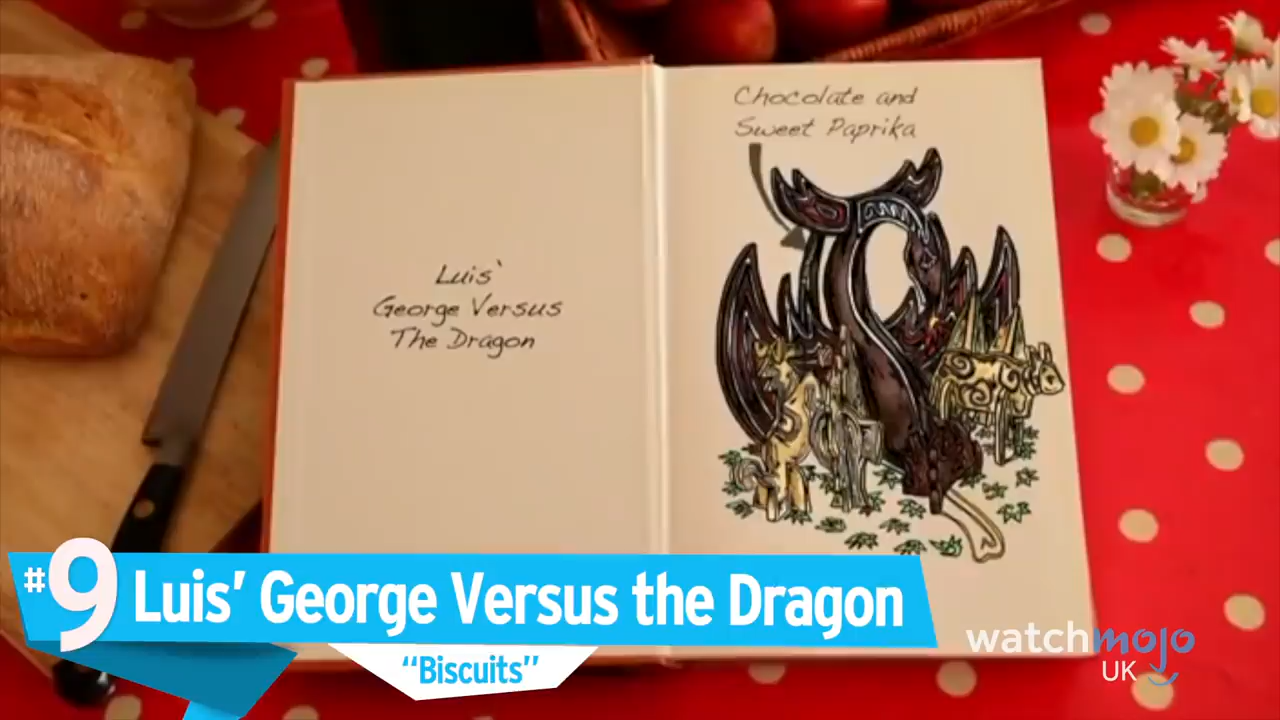 Chocolate and
Sweet Paprika
Luis'
George Versus
The Dragon
#9 Luis' George Versus the Dragon
"Biscuits"
watchmojo
UK